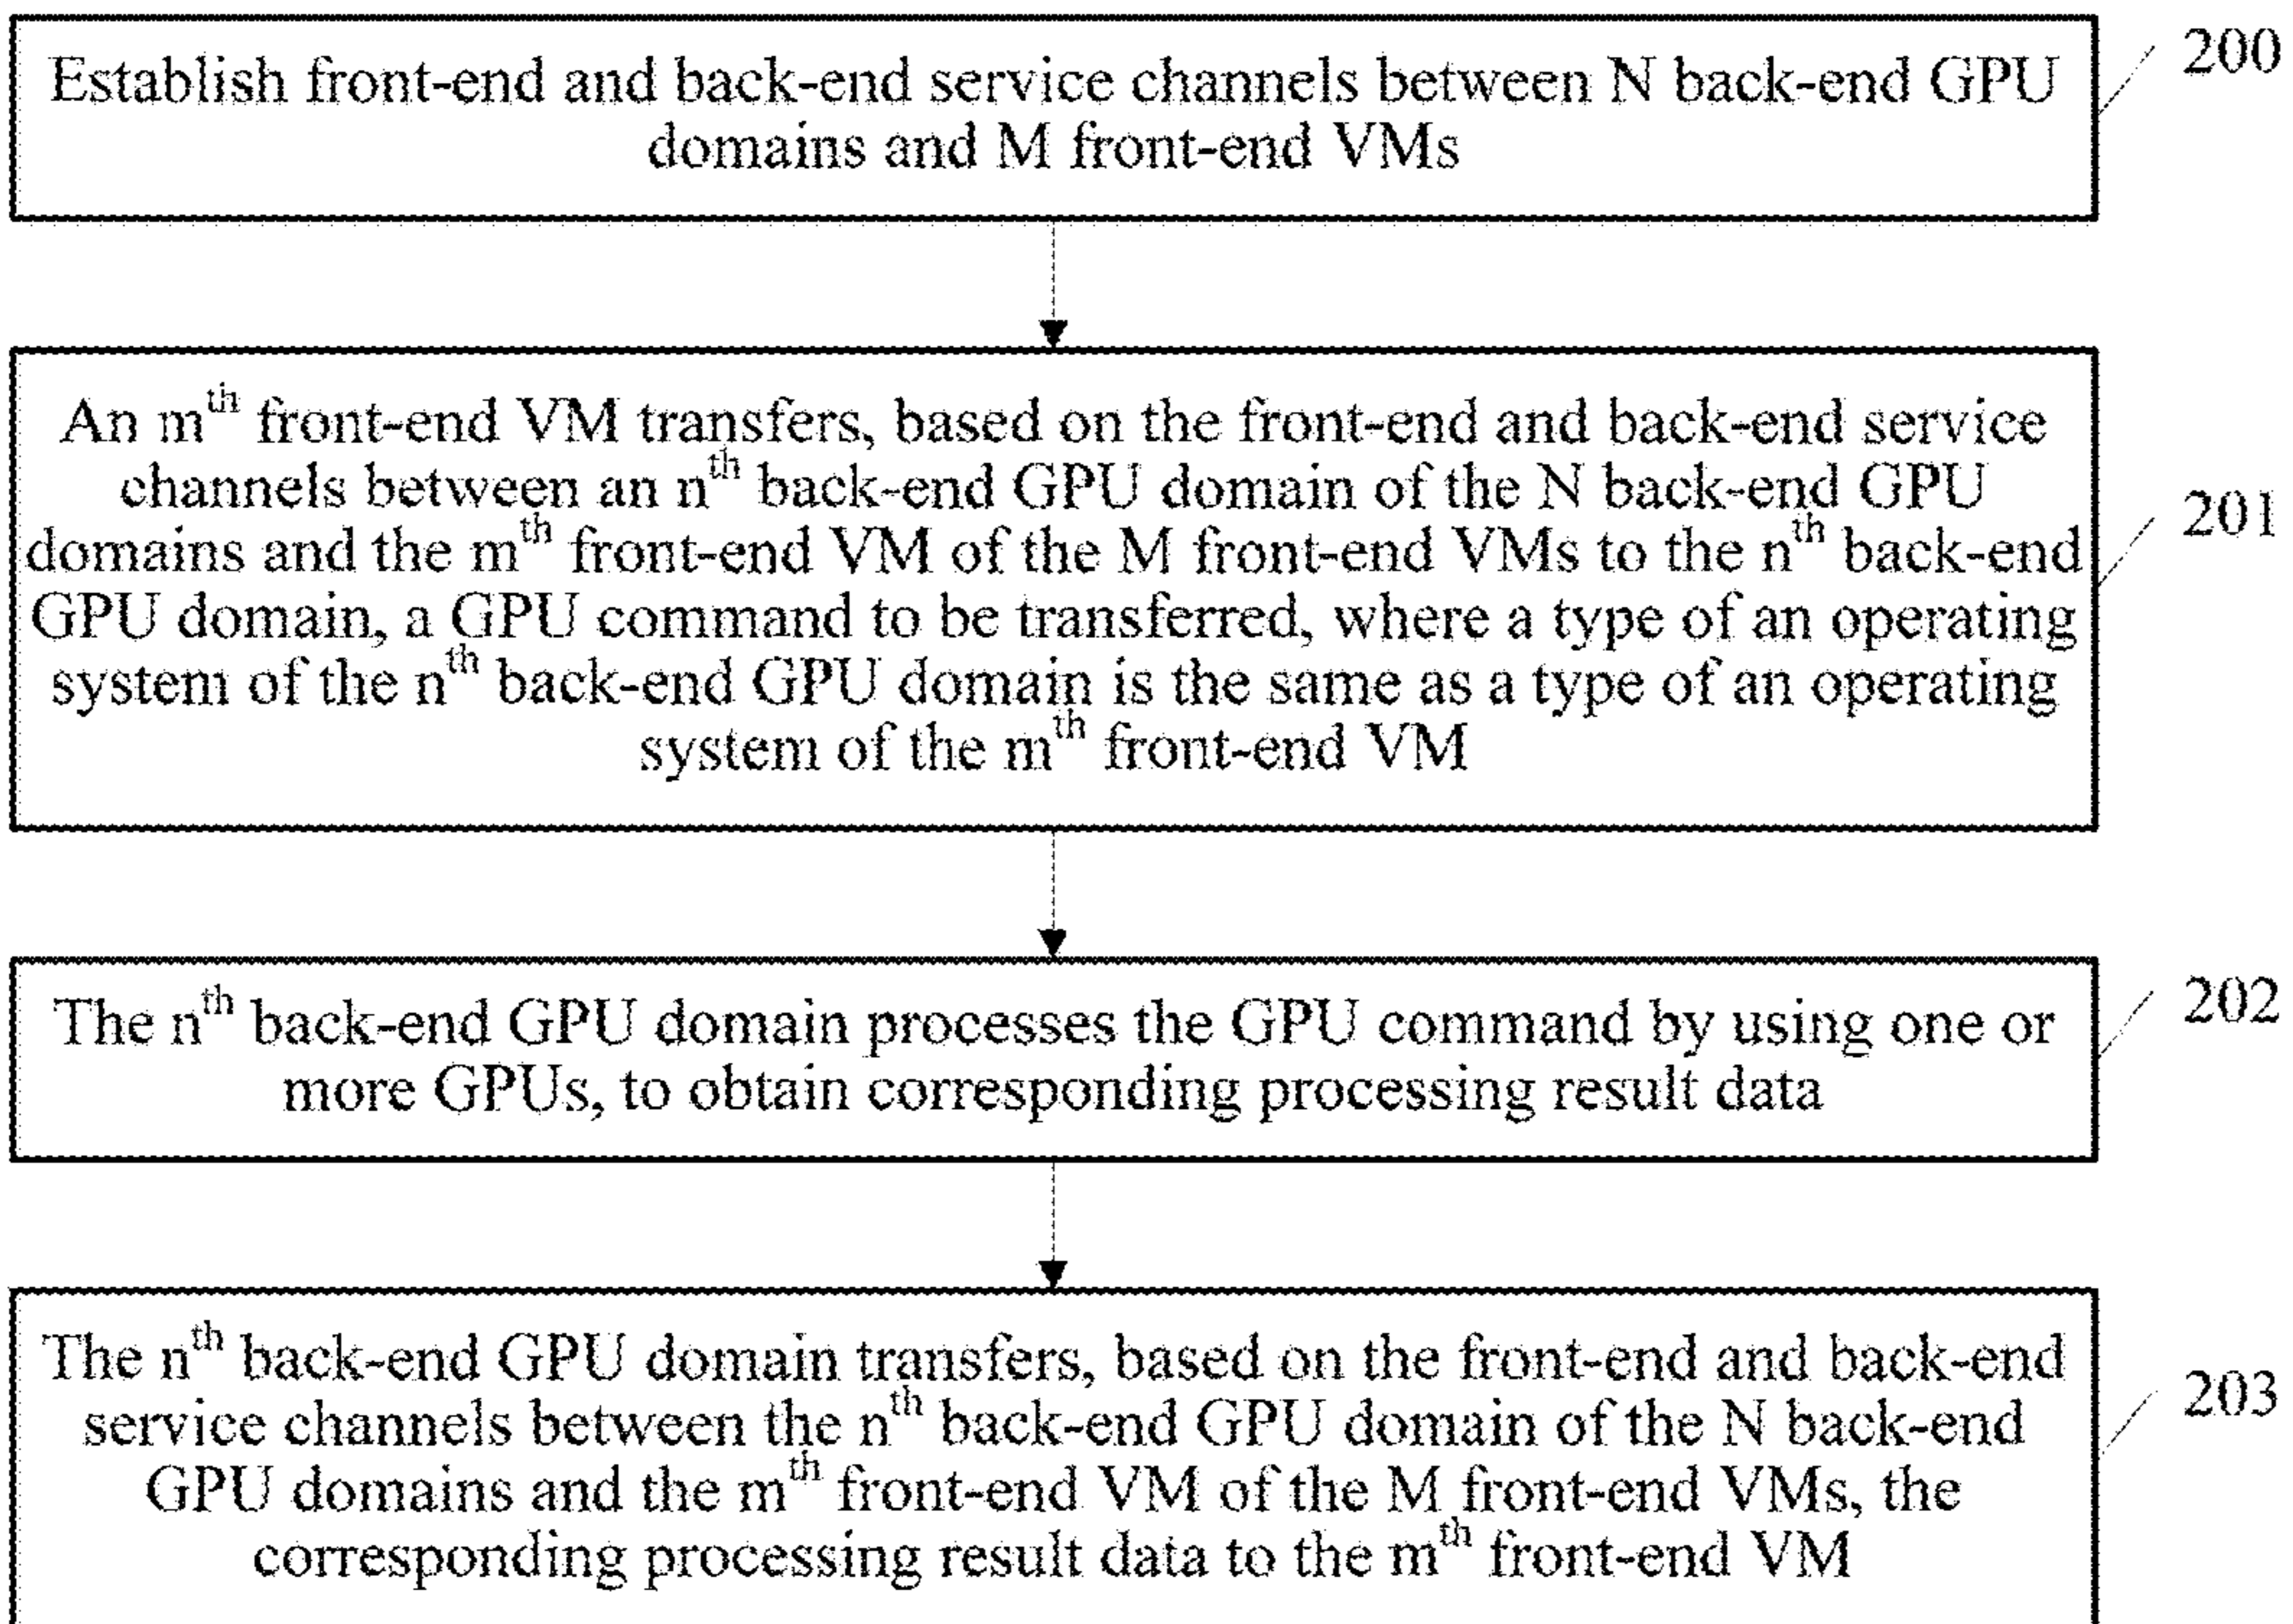 Establish front-end and back-end service channels between N back-end GPU
domains and M front-end VMs
200
An mth front-end VM transfers, based on the front-end and back-end service
channels between an nth back-end GPU domain of the N back-end GPU
domains and the mth front-end VM of the M front-end VMs to the nth back-end
GPU domain, a GPU command to be transferred, where a type of an operating
system of the nth back-end GPU domain is the same as a type of an operating
system of the mth front-end VM
201
The nth back-end GPU domain processes the GPU command by using one or
more GPUs, to obtain corresponding processing result data
202
The nth back-end GPU domain transfers, based on the front-end and back-end
service channels between the nth back-end GPU domain of the N back-end
GPU domains and the mth front-end VM of the M front-end VMs, the
corresponding processing result data to the mth front-end VM
203